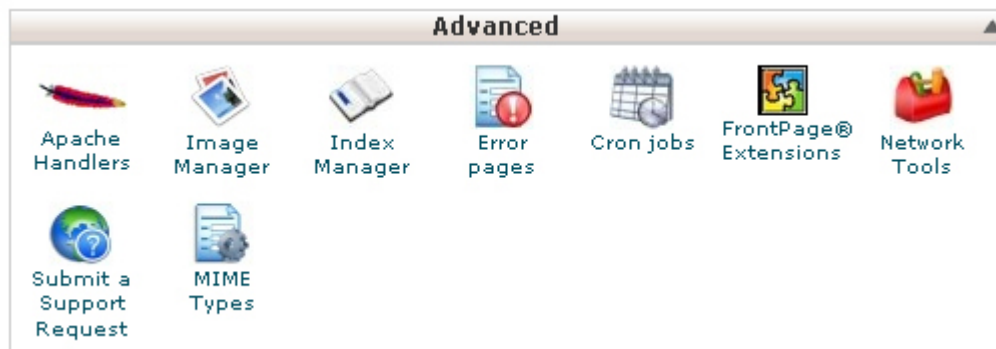 Advanced
Apache
Handlers
Image
Manager
Index
Manager
Error
pages
Cron jobs
FrontPage®
Extensions
Network
Tools
Submit a
Support
Request
MIME
Types